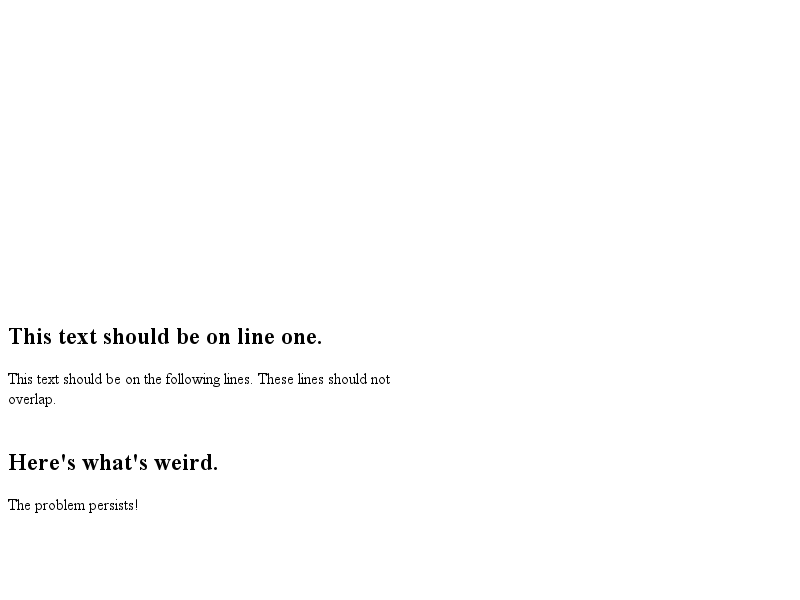 This text should be on line one.
This text should be on the following lines. These lines should not
overlap.
Here's what's weird.
The problem persists!